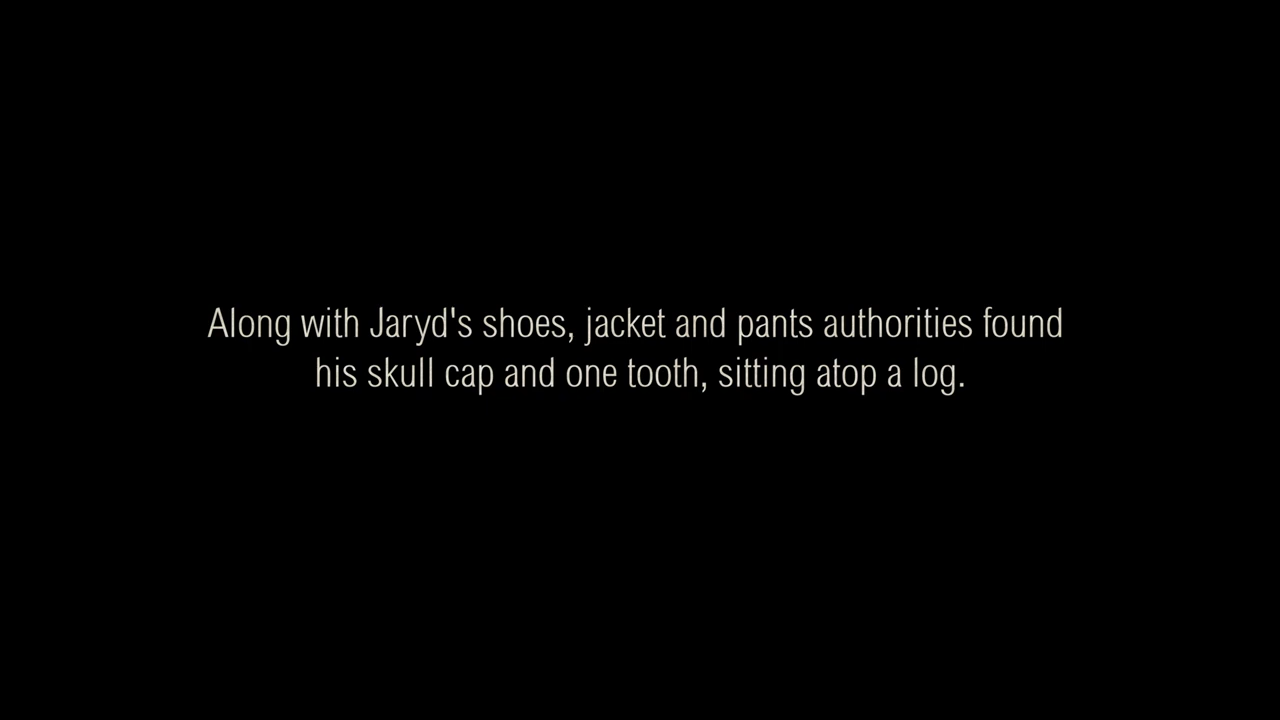 Along with Jaryd's shoes, jacket and pants authorities found
his skull cap and one tooth, sitting atop a log.